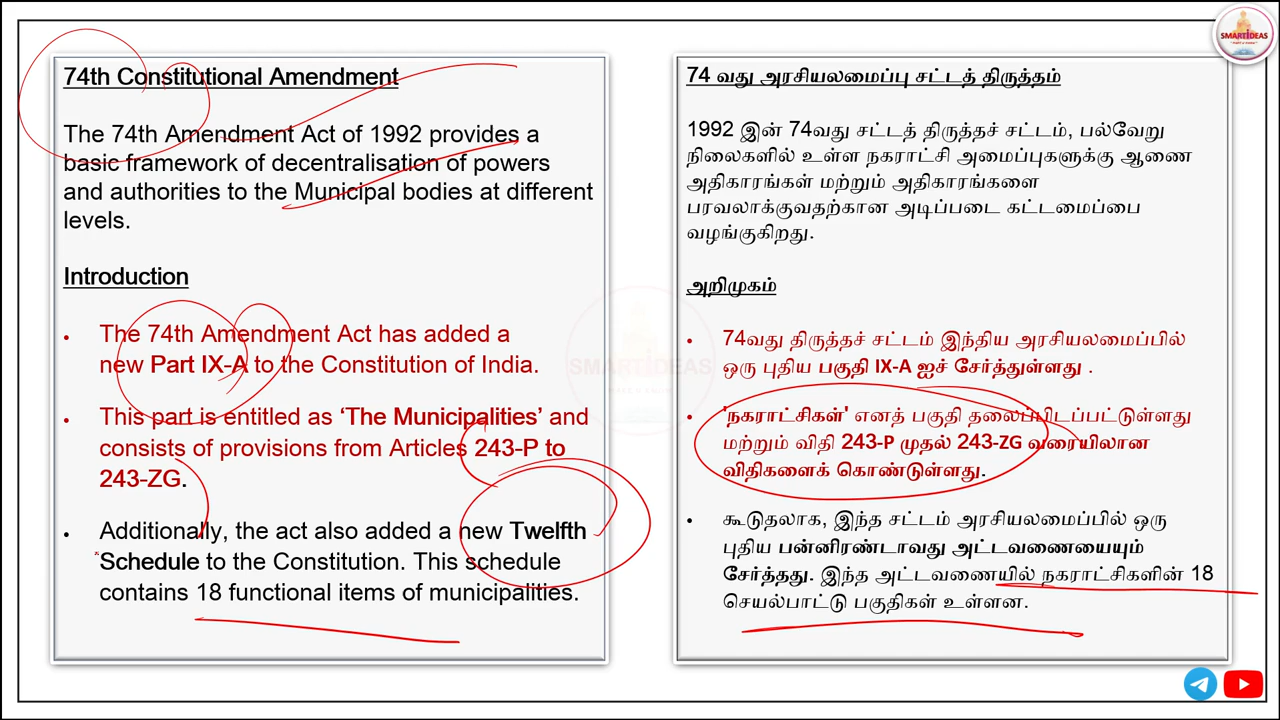 SMARTIDEAS
74th Constitutional Amendment
The 74th Amendment Act of 1992 provides a
basic framework of decentralisation of powers
and authorities to the Municipal bodies at different
levels.
Introduction
• The 74th Amendment Act has added a
new Part IX-A to the Constitution of India.
• This part is entitled as ‘The Municipalities’ and
consists of provisions from Articles 243-P to
243-ZG.
• Additionally, the act also added a new Twelfth
Schedule to the Constitution. This schedule
contains 18 functional items of municipalities.
74 வது அரசியலமைப்பு சட்டத் திருத்தம்
1992 இன் 74வது சட்டத் திருத்தச் சட்டம், பல்வேறு
நிலைகளில் உள்ள நகராட்சி அமைப்புகளுக்கு ஆணை
அதிகாரங்கள் மற்றும் அதிகாரங்களை
பரவலாக்குவதற்கான அடிப்படை கட்டமைப்பை
வழங்குகிறது.
அறிமுகம்
• 74வது திருத்தச் சட்டம் இந்திய அரசியலமைப்பில்
ஒரு புதிய பகுதி IX-A ஐச் சேர்த்துள்ளது .
• 'நகராட்சிகள்' எனத் பகுதி தலைப்பிடப்பட்டுள்ளது
மற்றும் விதி 243-P முதல் 243-ZG வரையிலான
விதிகளைக் கொண்டுள்ளது.
• கூடுதலாக, இந்த சட்டம் அரசியலமைப்பில் ஒரு
புதிய பன்னிரண்டாவது அட்டவணையையும்
சேர்த்தது. இந்த அட்டவணையில் நகராட்சிகளின் 18
செயல்பாட்டு பகுதிகள் உள்ளன.
SMARTIDEAS